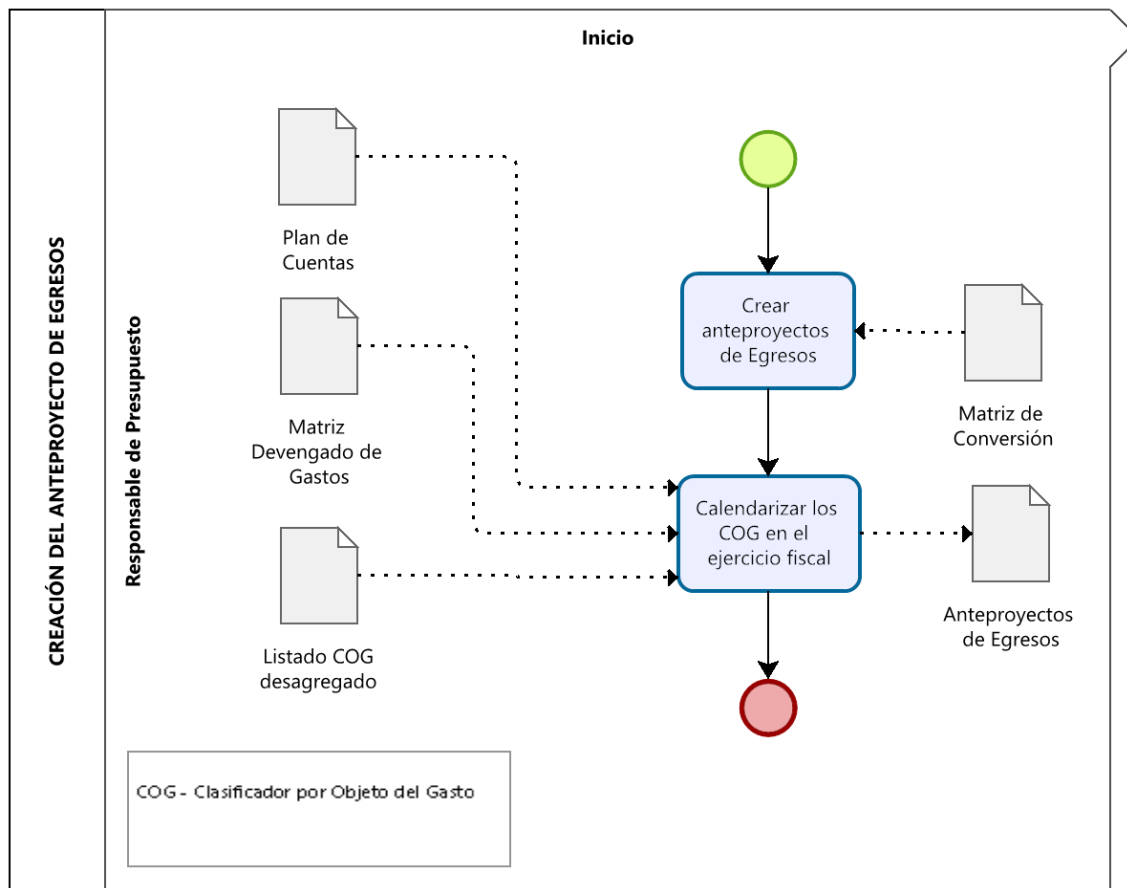 CREACIÓN DEL ANTEPROYECTO DE EGRESOS
Responsable de Presupuesto
Inicio
Plan de
Cuentas
Crear
anteproyectos
de Egresos
Matriz de
Conversión
Matriz
Devengado de
Gastos
Calendarizar los
COG en el
ejercicio fiscal
Anteproyectos
de Egresos
Listado COG
desagregado
COG - Clasificador por Objeto del Gasto